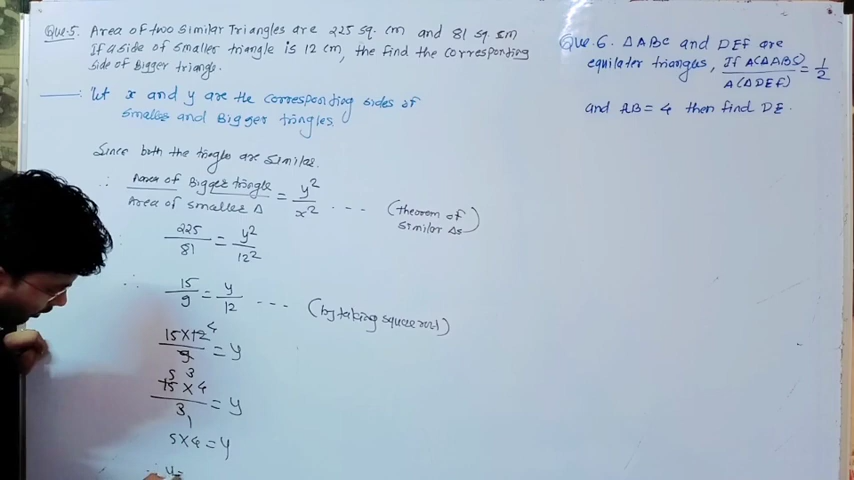 Que.5. Area of two similar Triangles are 225 sq. cm and 81 sq. cm
If a side of smaller triangle is 12 cm, the find the corresponding
side of Bigger triangle.
Let x and y are the corresponding sides of
smaller and Bigger triangles.
Since both the triangles are similar.
∴ Area of Bigger triangle / Area of smaller Δ = y²/x² --- (theorem of similar Δs)
225/81 = y²/12²
∴ 15/9 = y/12 --- (by taking square root)
15×12 4/9 3 = y
5 15×4/3 1 = y
5×4 = y
∴ y=
Que.6. ΔABC and DEF are
equilater triangles, If A(ΔABC)/A(ΔDEF) = 1/2
and AB = 4 then find DE.